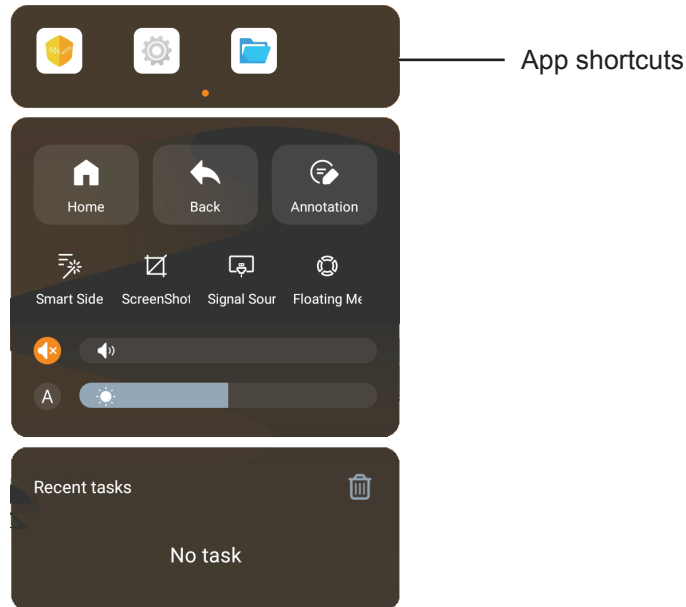 App shortcuts
Home Back Annotation
Smart Side ScreenShot Signal Sour Floating Me
A
Recent tasks
No task